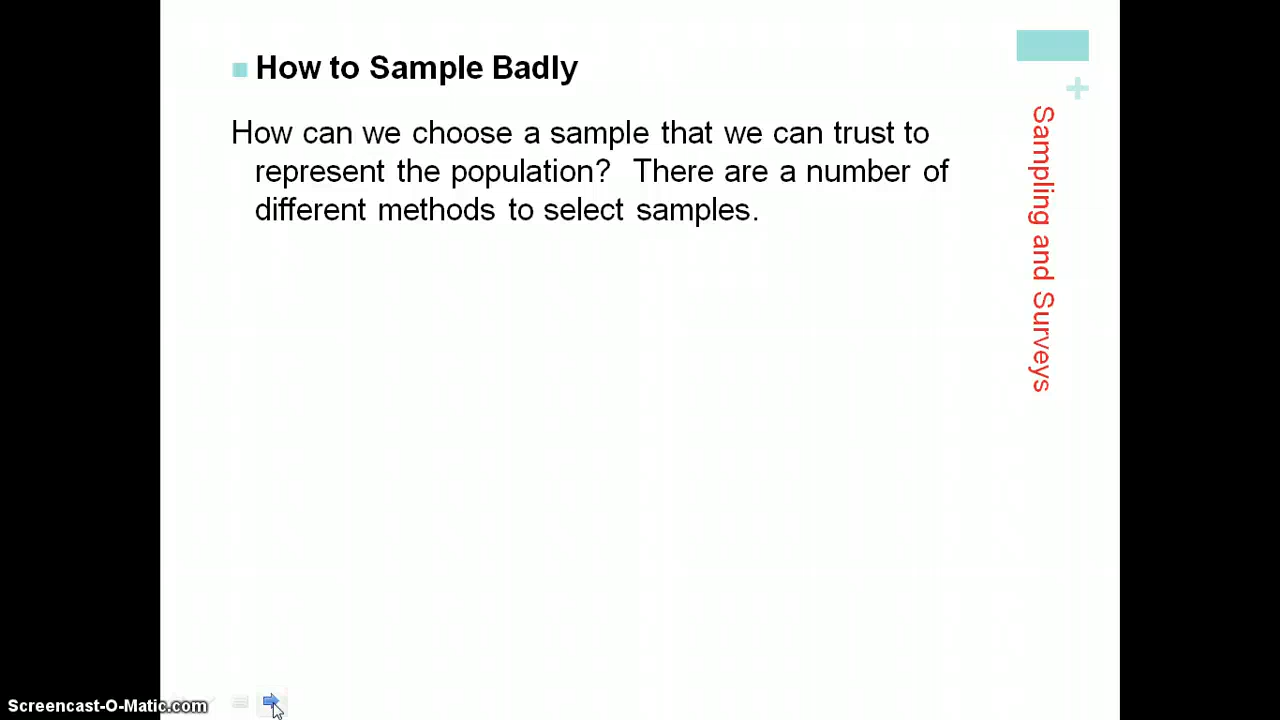 How to Sample Badly
How can we choose a sample that we can trust to
represent the population? There are a number of
different methods to select samples.
+
Sampling and Surveys
Screencast-O-Matic.com